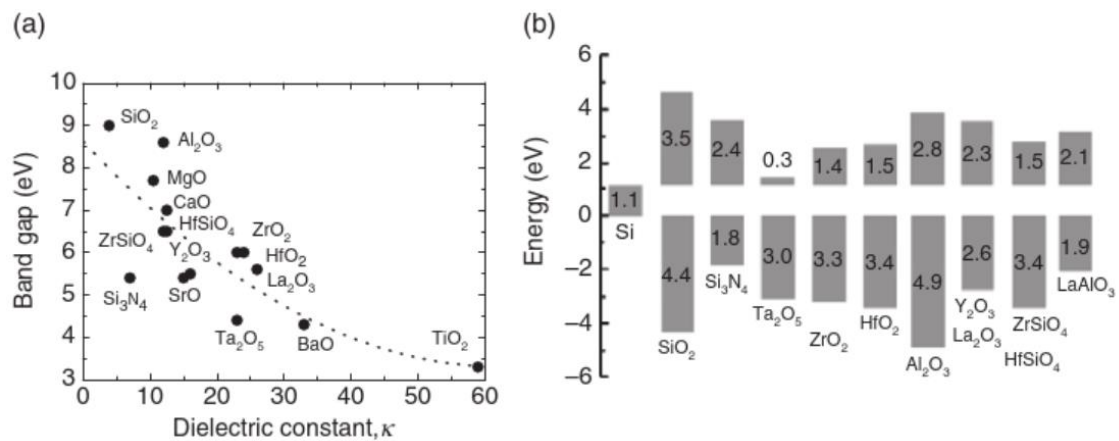 (a)
Band gap (eV)
10
9
8
7
6
5
4
3
SiO2
Al2O3
MgO
CaO
HfSiO4
ZrSiO4
Y2O3
ZrO2
HfO2
La2O3
Si3N4
SrO
Ta2O5
BaO
TiO2
0 10 20 30 40 50 60
Dielectric constant, κ
(b)
Energy (eV)
6
4
2
0
−2
−4
−6
3.5 2.4 0.3 1.4 1.5 2.8 2.3 1.5 2.1
1.1
Si
4.4 1.8 3.0 3.3 3.4 4.9 2.6 3.4 1.9
SiO2
Si3N4
Ta2O5
ZrO2
HfO2
Al2O3
Y2O3
La2O3
ZrSiO4
HfSiO4
LaAlO3